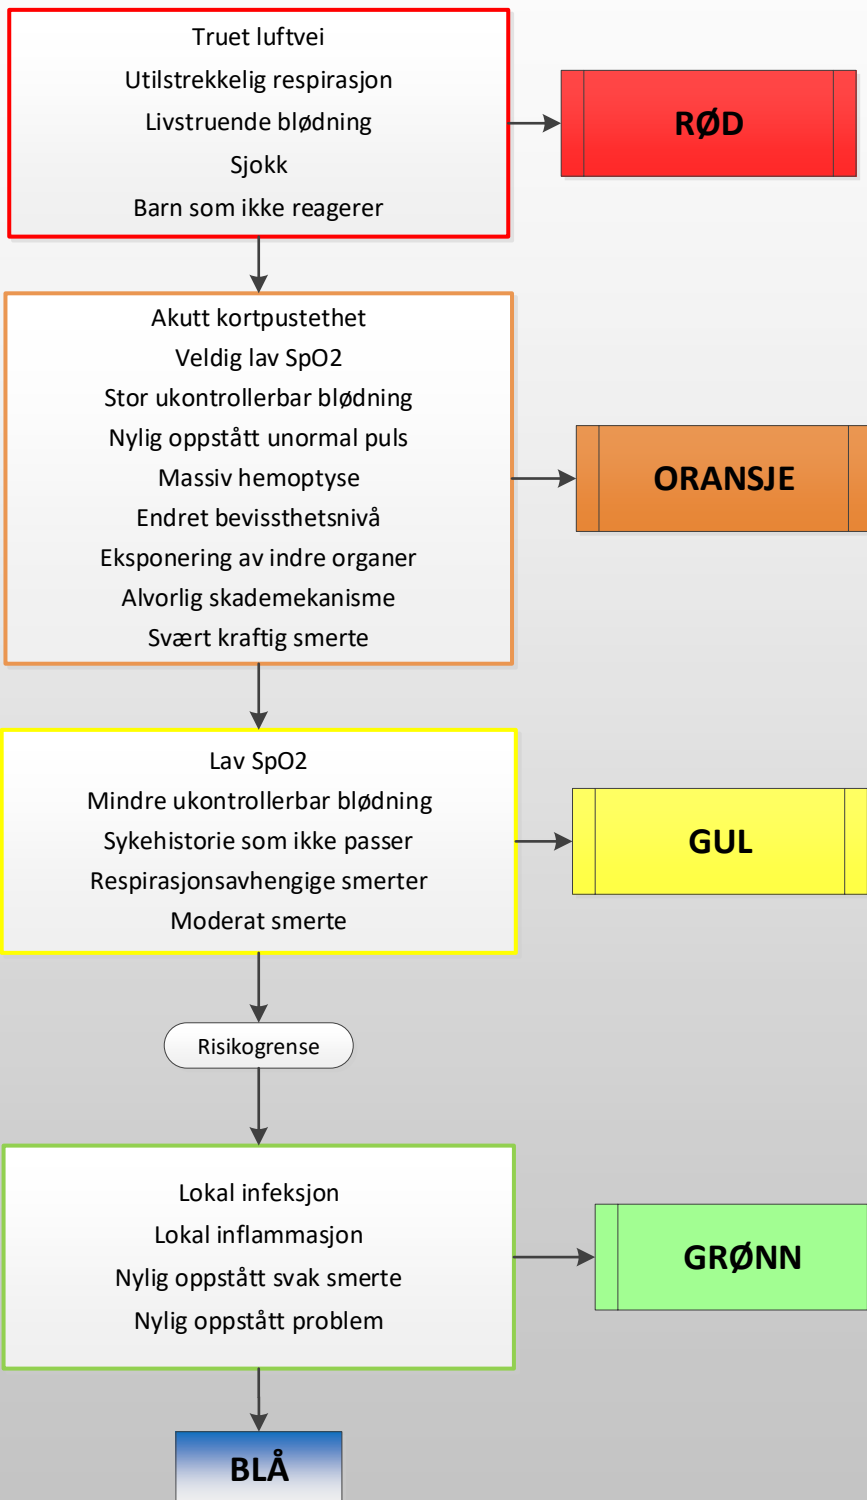 Truet luftvei
Utilstrekkelig respirasjon
Livstruende blødning
Sjokk
Barn som ikke reagerer
RØD
Akutt kortpustethet
Veldig lav SpO2
Stor ukontrollerbar blødning
Nylig oppstått unormal puls
Massiv hemoptyse
Endret bevissthetsnivå
Eksponering av indre organer
Alvorlig skademekanisme
Svært kraftig smerte
ORANSJE
Lav SpO2
Mindre ukontrollerbar blødning
Sykehistorie som ikke passer
Respirasjonsavhengige smerter
Moderat smerte
GUL
Risikogrense
Lokal infeksjon
Lokal inflammasjon
Nylig oppstått svak smerte
Nylig oppstått problem
GRØNN
BLÅ